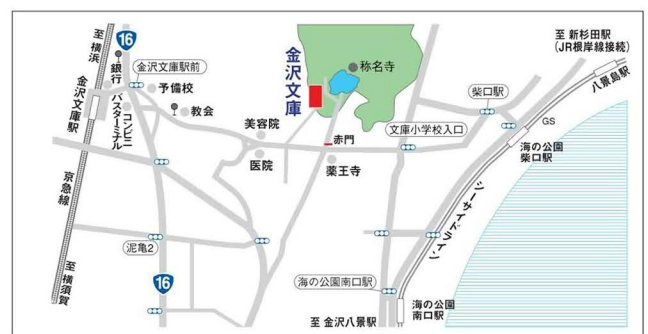 至 横浜
16
銀行
金沢文庫駅前
予備校
コンビニ
バスターミナル
金沢文庫駅
教会
美容院
医院
金沢文庫
称名寺
赤門
薬王寺
文庫小学校入口
柴口駅
至 新杉田駅
(JR根岸線接続)
八景島駅
GS
海の公園
柴口駅
シーサイドライン
京急線
泥亀2
16
至 横須賀
海の公園南口駅
海の公園
南口駅
至 金沢八景駅